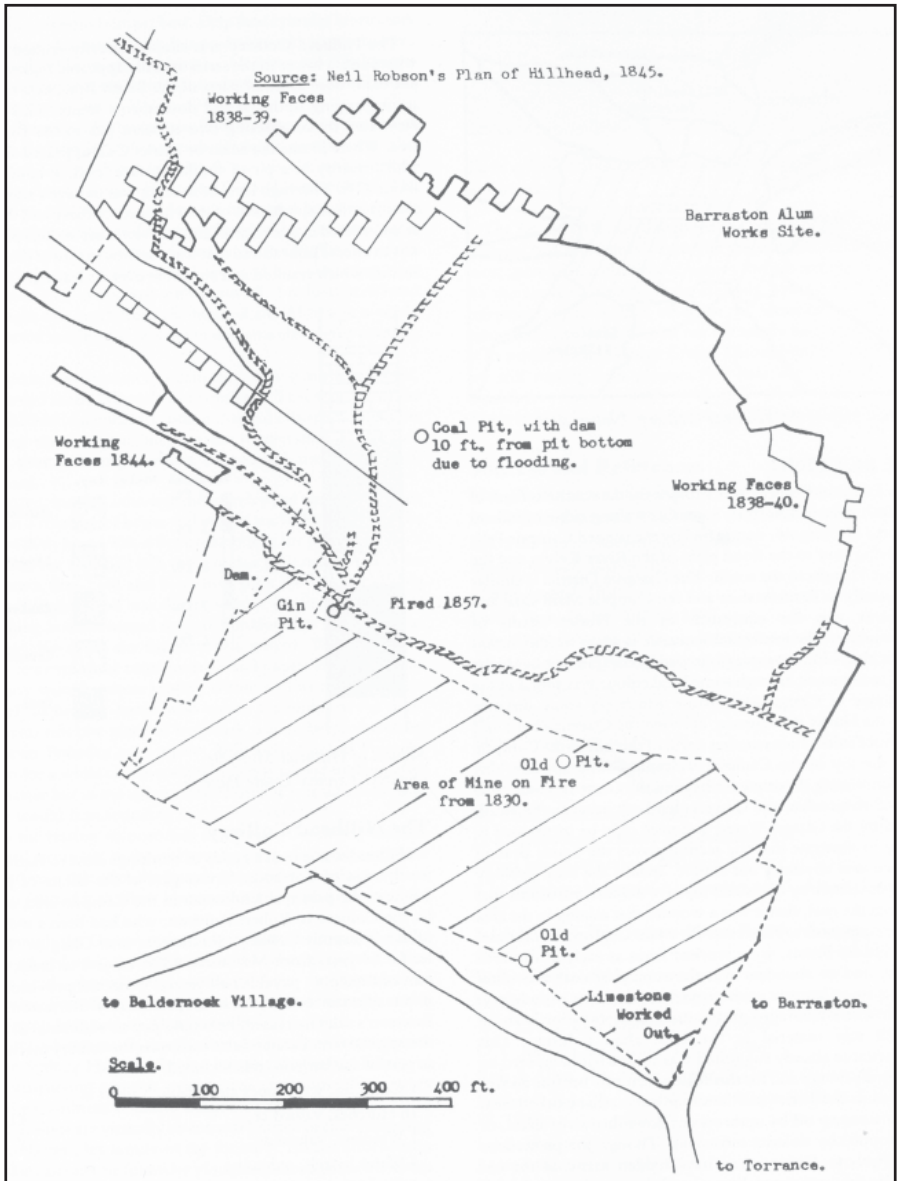 Source: Neil Robson's Plan of Hillhead, 1845.
Working Faces
1838-39.
Barraston Alum
Works Site.
Coal Pit, with dam
10 ft. from pit bottom
due to flooding.
Working
Faces 1844.
Working Faces
1838-40.
Dam.
Gin
Pit.
Fired 1857.
Old Pit.
Area of Mine on Fire
from 1830.
Old
Pit.
Limestone
Worked
Out.
to Baldernock Village.
to Barraston.
Scale.
0 100 200 300 400 ft.
to Torrance.